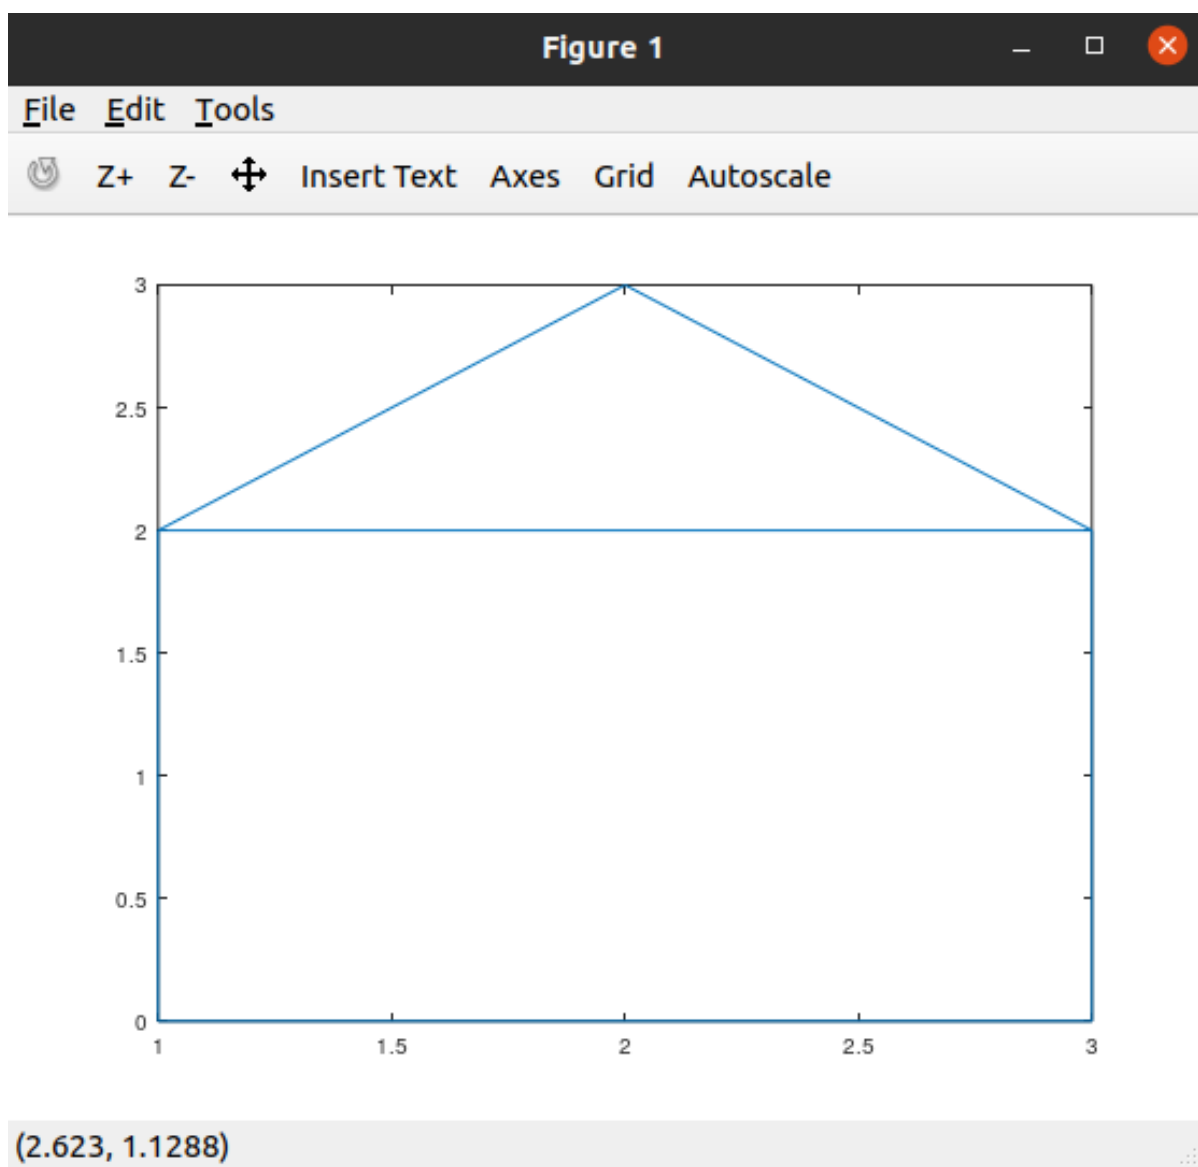 Figure 1
File Edit Tools
Z+ Z- Insert Text Axes Grid Autoscale
3
2.5
2
1.5
1
0.5
0
1 1.5 2 2.5 3
(2.623, 1.1288)